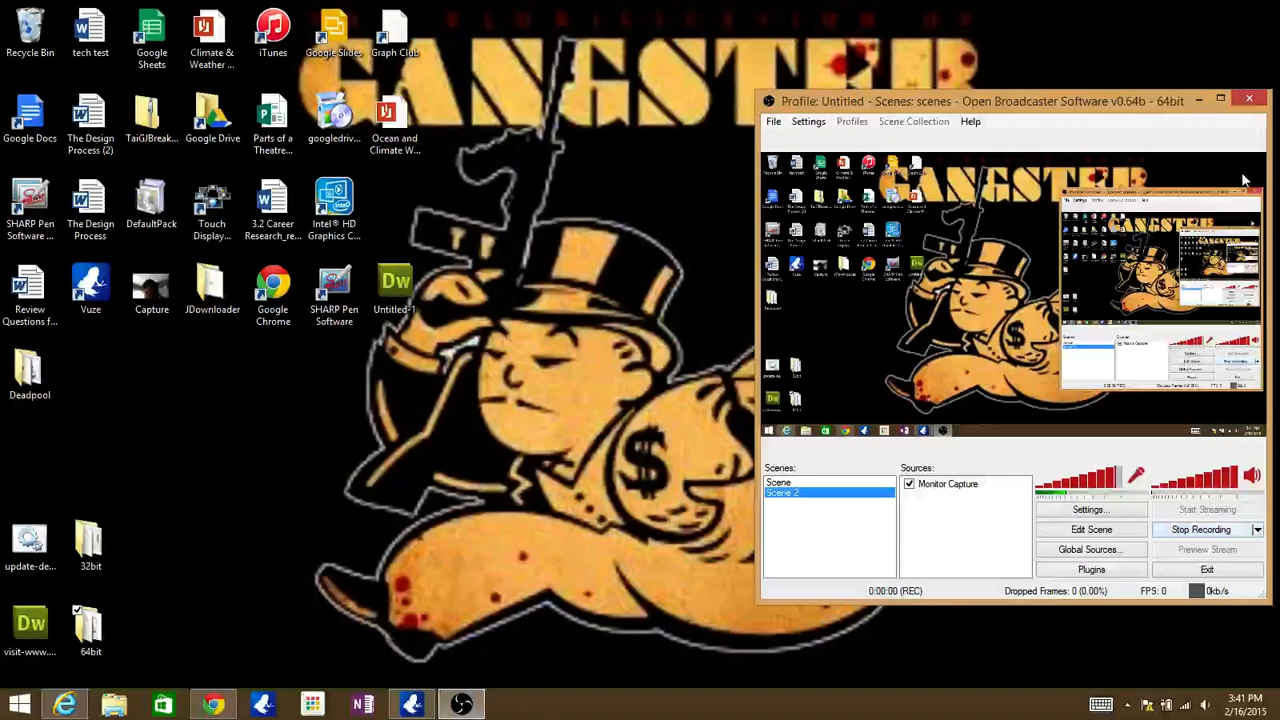 GANGSTER
Recycle Bin
tech test
Google Sheets
Climate & Weather ...
iTunes
Google Slides
Graph Club
Google Docs
The Design Process (2)
TaiGJBreak...
Google Drive
Parts of a Theatre...
googledriv...
Ocean and Climate W...
SHARP Pen Software ...
The Design Process
DefaultPack
Touch Display...
3.2 Career Research_re...
Intel® HD Graphics C...
Review Questions f...
Vuze
Capture
JDownloader
Google Chrome
SHARP Pen Software
Dw
Untitled-1
Deadpool
update-de...
32bit
Dw
visit-www....
64bit
Profile: Untitled - Scenes: scenes - Open Broadcaster Software v0.64b - 64bit
File Settings Profiles Scene Collection Help
GANGSTER
Scenes:
Scene
Scene 2
Sources:
Monitor Capture
Settings...
Start Streaming
Edit Scene
Stop Recording
Global Sources...
Preview Stream
Plugins
Exit
0:00:00 (REC)
Dropped Frames: 0 (0.00%)
FPS: 0
0kb/s
3:41 PM
2/16/2015